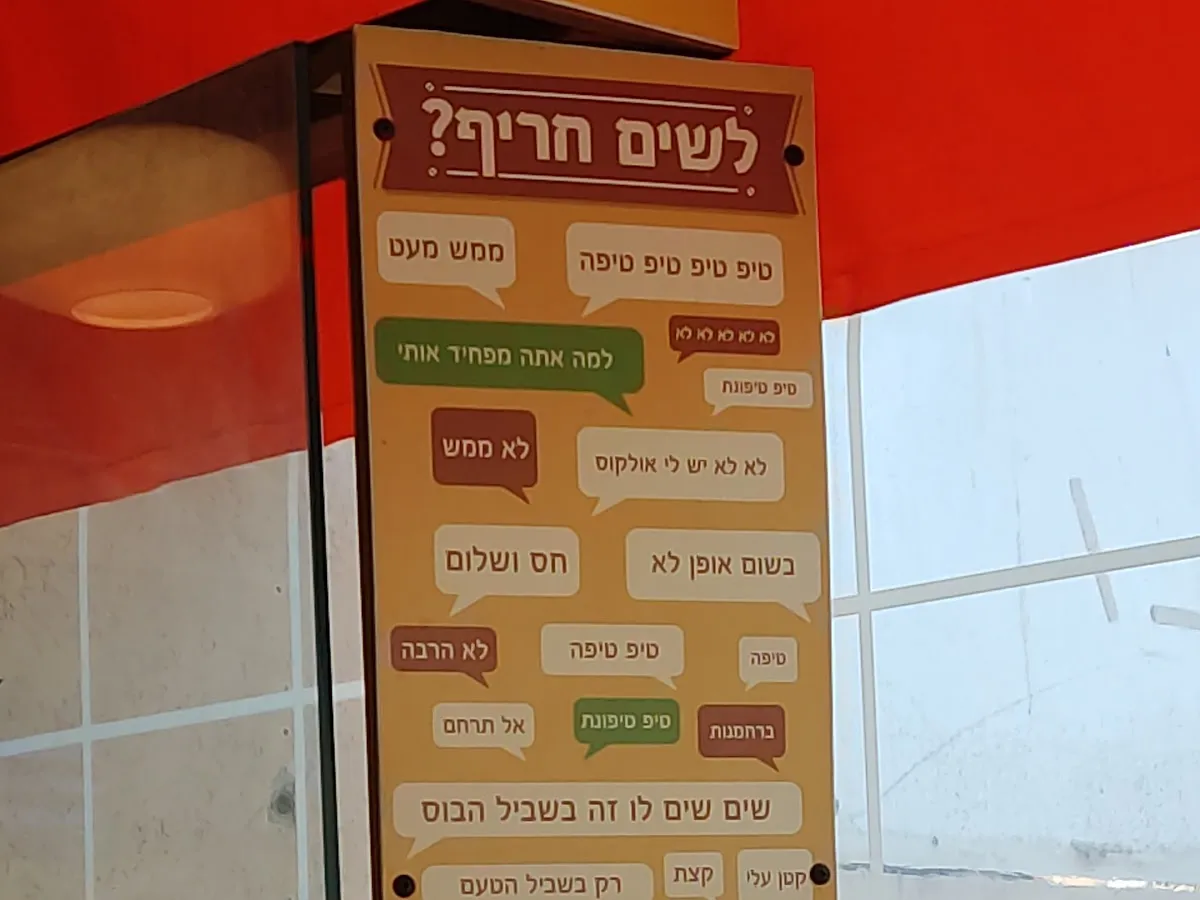 לשים חריף?
טיפ טיפ טיפ טיפה
ממש מעט
לא לא לא לא לא
למה אתה מפחיד אותי
טיפ טיפונת
לא ממש
לא לא יש לי אולקוס
חס ושלום
בשום אופן לא
לא הרבה
טיפ טיפה
טיפה
אל תרחם
טיפ טיפונת
ברחמנות
שים שים לו זה בשביל הבוס
קטן עלי
קצת
רק בשביל הטעם